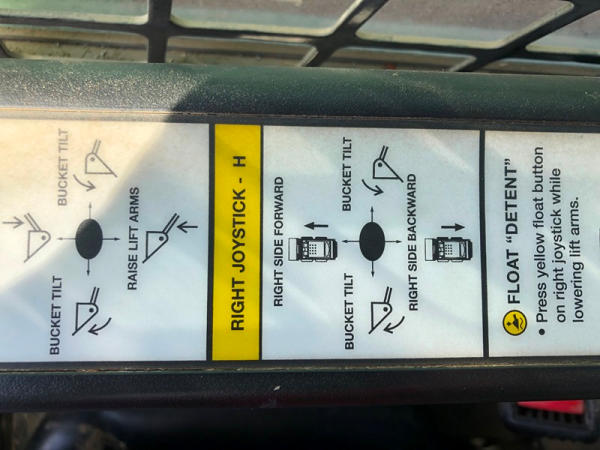 BUCKET TILT
BUCKET TILT
RAISE LIFT ARMS
RIGHT JOYSTICK - H
RIGHT SIDE FORWARD
BUCKET TILT
BUCKET TILT
RIGHT SIDE BACKWARD
FLOAT "DETENT"
• Press yellow float button
on right joystick while
lowering lift arms.